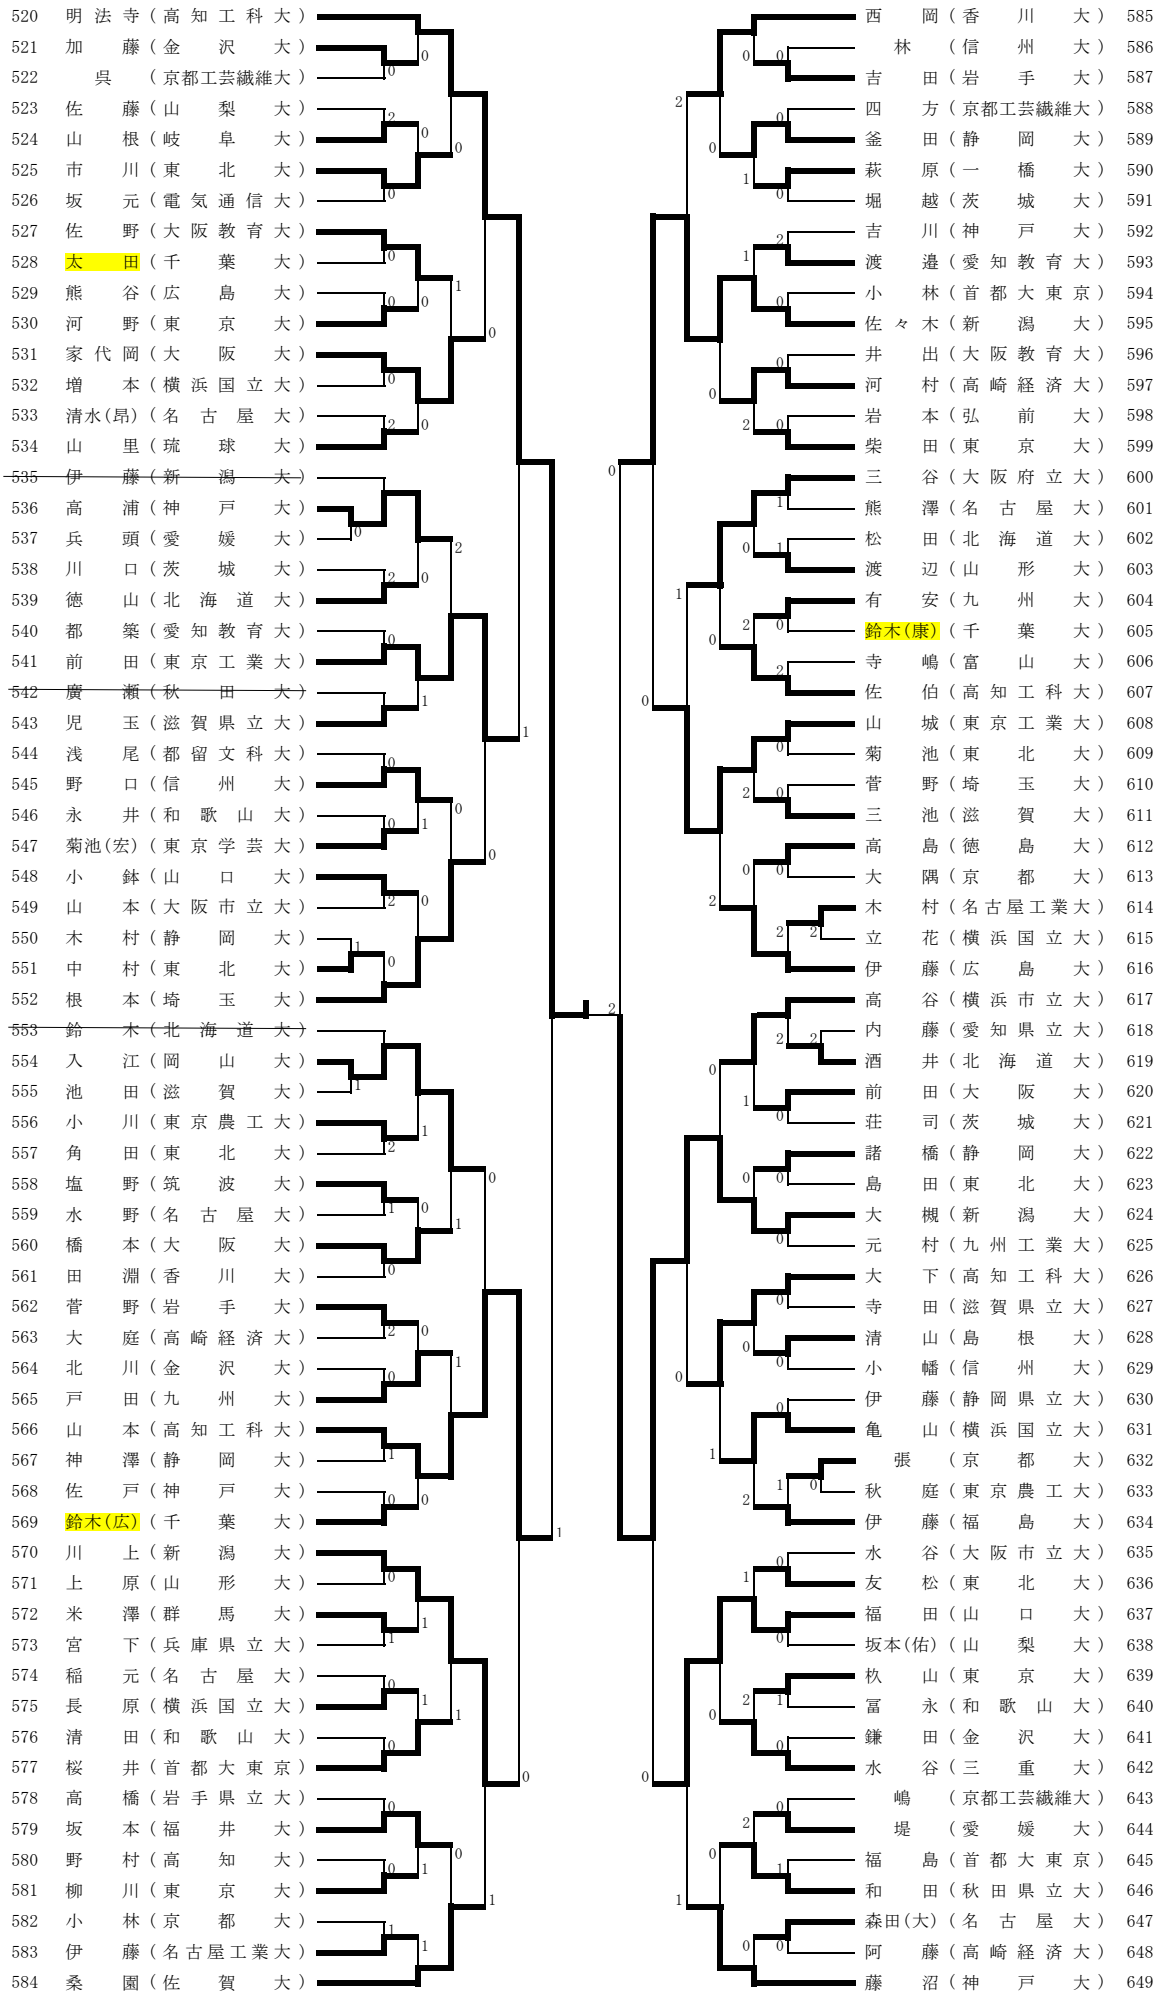 520 明法寺 (高知工科大)
521 加藤 (金沢大)
522 呉 (京都工芸繊維大)
523 佐藤 (山梨大)
524 山根 (岐阜大)
525 市川 (東北大)
526 坂元 (電気通信大)
527 佐野 (大阪教育大)
528 太田 (千葉大)
529 熊谷 (広島大)
530 河野 (東京大)
531 家代岡 (大阪大)
532 増本 (横浜国立大)
533 清水(昂) (名古屋大)
534 山里 (琉球大)
535 伊藤 (新潟大)
536 高浦 (神戸大)
537 兵頭 (愛媛大)
538 川口 (茨城大)
539 徳山 (北海道大)
540 都築 (愛知教育大)
541 前田 (東京工業大)
542 廣瀬 (秋田大)
543 児玉 (滋賀県立大)
544 浅尾 (都留文科大)
545 野口 (信州大)
546 永井 (和歌山大)
547 菊池(宏) (東京学芸大)
548 小鉢 (山口大)
549 山本 (大阪市立大)
550 木村 (静岡大)
551 中村 (東北大)
552 根本 (埼玉大)
553 鈴木 (北海道大)
554 入江 (岡山大)
555 池田 (滋賀大)
556 小川 (東京農工大)
557 角田 (東北大)
558 塩野 (筑波大)
559 水野 (名古屋大)
560 橋本 (大阪大)
561 田淵 (香川大)
562 菅野 (岩手大)
563 大庭 (高崎経済大)
564 北川 (金沢大)
565 戸田 (九州大)
566 山本 (高知工科大)
567 神澤 (静岡大)
568 佐戸 (神戸大)
569 鈴木(広) (千葉大)
570 川上 (新潟大)
571 上原 (山形大)
572 米澤 (群馬大)
573 宮下 (兵庫県立大)
574 稲元 (名古屋大)
575 長原 (横浜国立大)
576 清田 (和歌山大)
577 桜井 (首都大東京)
578 高橋 (岩手県立大)
579 坂本 (福井大)
580 野村 (高知大)
581 柳川 (東京大)
582 小林 (京都大)
583 伊藤 (名古屋工業大)
584 桑園 (佐賀大)
西岡 (香川大) 585
林 (信州大) 586
吉田 (岩手大) 587
四方 (京都工芸繊維大) 588
釜田 (静岡大) 589
萩原 (一橋大) 590
堀越 (茨城大) 591
吉川 (神戸大) 592
渡邉 (愛知教育大) 593
小林 (首都大東京) 594
佐々木 (新潟大) 595
井出 (大阪教育大) 596
河村 (高崎経済大) 597
岩本 (弘前大) 598
柴田 (東京大) 599
三谷 (大阪府立大) 600
熊澤 (名古屋大) 601
松田 (北海道大) 602
渡辺 (山形大) 603
有安 (九州大) 604
鈴木(康) (千葉大) 605
寺嶋 (富山大) 606
佐伯 (高知工科大) 607
山城 (東京工業大) 608
菊池 (東北大) 609
菅野 (埼玉大) 610
三池 (滋賀大) 611
高島 (徳島大) 612
大隅 (京都大) 613
木村 (名古屋工業大) 614
立花 (横浜国立大) 615
伊藤 (広島大) 616
高谷 (横浜市立大) 617
内藤 (愛知県立大) 618
酒井 (北海道大) 619
前田 (大阪大) 620
荘司 (茨城大) 621
諸橋 (静岡大) 622
島田 (東北大) 623
大槻 (新潟大) 624
元村 (九州工業大) 625
大下 (高知工科大) 626
寺田 (滋賀県立大) 627
清山 (島根大) 628
小幡 (信州大) 629
伊藤 (静岡県立大) 630
亀山 (横浜国立大) 631
張 (京都大) 632
秋庭 (東京農工大) 633
伊藤 (福島大) 634
水谷 (大阪市立大) 635
友松 (東北大) 636
福田 (山口大) 637
坂本(佑) (山梨大) 638
杦山 (東京大) 639
冨永 (和歌山大) 640
鎌田 (金沢大) 641
水谷 (三重大) 642
嶋 (京都工芸繊維大) 643
堤 (愛媛大) 644
福島 (首都大東京) 645
和田 (秋田県立大) 646
森田(大) (名古屋大) 647
阿藤 (高崎経済大) 648
藤沼 (神戸大) 649